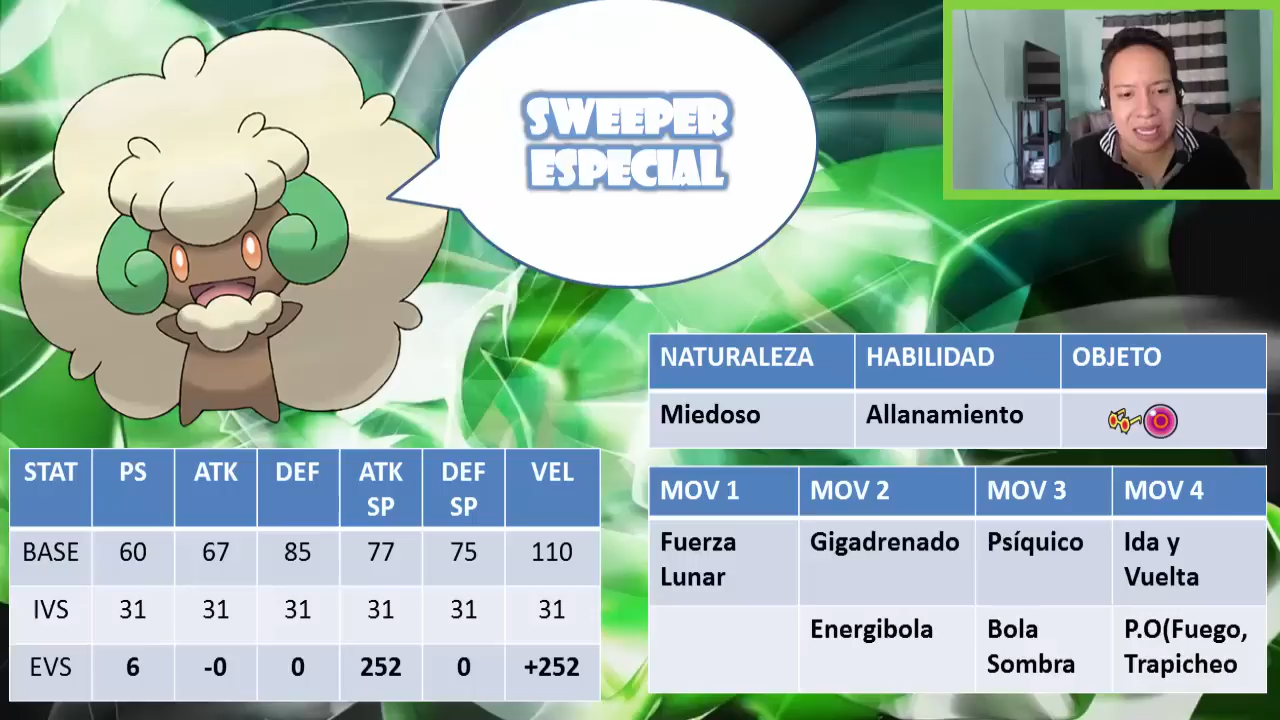 SWEEPER
ESPECIAL
NATURALEZA HABILIDAD OBJETO
Miedoso Allanamiento
STAT PS ATK DEF ATK SP DEF SP VEL
BASE 60 67 85 77 75 110
IVS 31 31 31 31 31 31
EVS 6 -0 0 252 0 +252
MOV 1 MOV 2 MOV 3 MOV 4
Fuerza Lunar Gigadrenado Psíquico Ida y Vuelta
Energibola Bola Sombra P.O(Fuego, Trapicheo